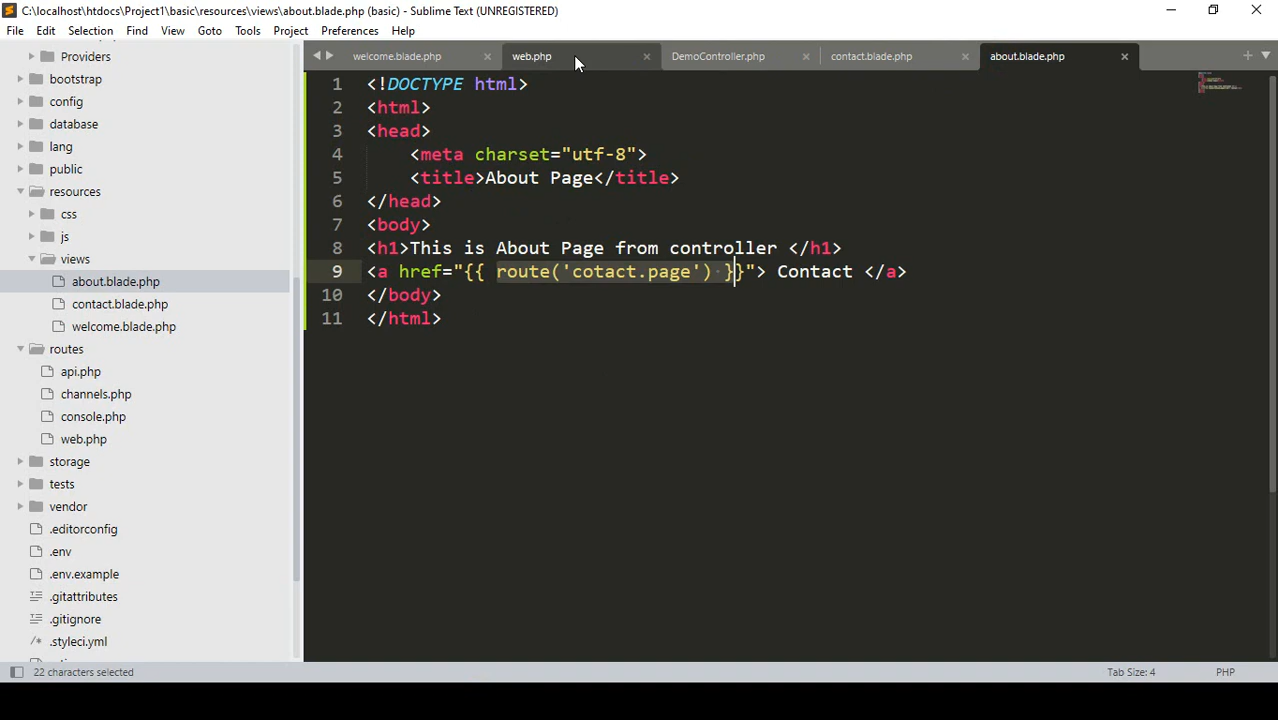 C:\localhost\htdocs\Project1\basic\resources\views\about.blade.php (basic) - Sublime Text (UNREGISTERED)
File Edit Selection Find View Goto Tools Project Preferences Help
Providers
bootstrap
config
database
lang
public
resources
css
js
views
about.blade.php
contact.blade.php
welcome.blade.php
routes
api.php
channels.php
console.php
web.php
storage
tests
vendor
.editorconfig
.env
.env.example
.gitattributes
.gitignore
/* .styleci.yml
welcome.blade.php web.php DemoController.php contact.blade.php about.blade.php
1 <!DOCTYPE html>
2 <html>
3 <head>
4 <meta charset="utf-8">
5 <title>About Page</title>
6 </head>
7 <body>
8 <h1>This is About Page from controller </h1>
9 <a href="{{ route('cotact.page') }}"> Contact </a>
10 </body>
11 </html>
22 characters selected Tab Size: 4 PHP